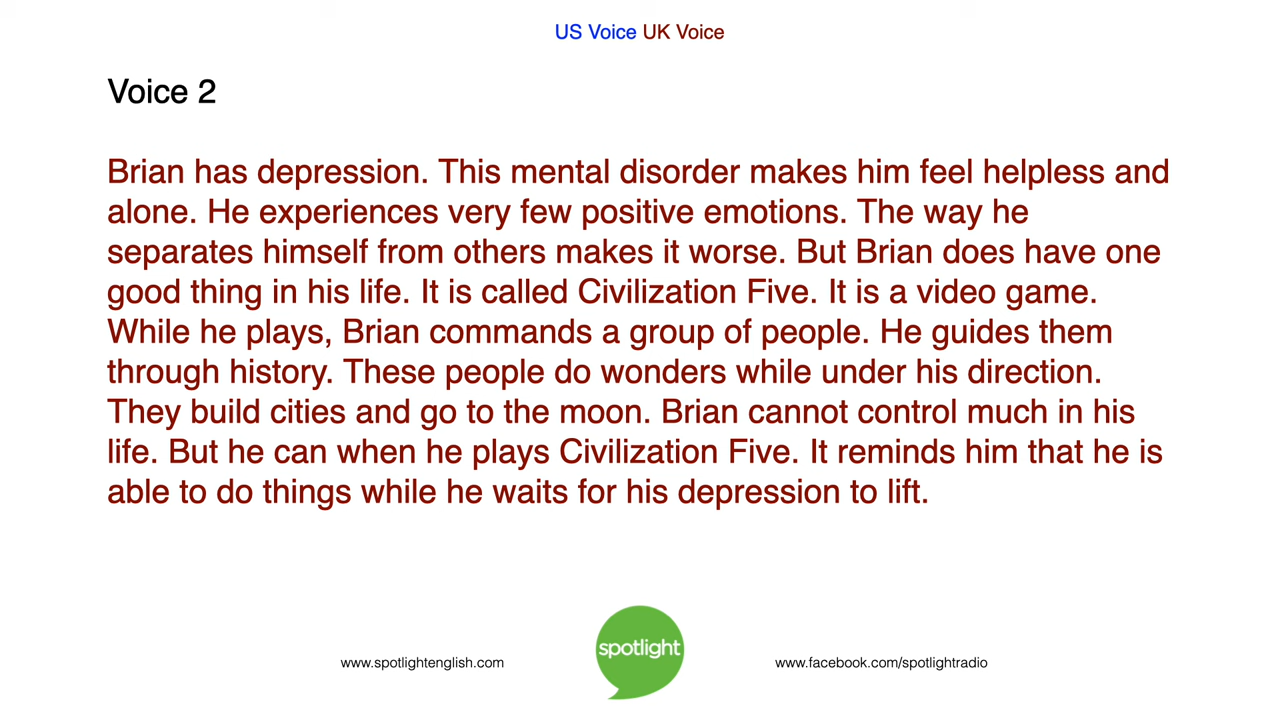 US Voice UK Voice
Voice 2
Brian has depression. This mental disorder makes him feel helpless and
alone. He experiences very few positive emotions. The way he
separates himself from others makes it worse. But Brian does have one
good thing in his life. It is called Civilization Five. It is a video game.
While he plays, Brian commands a group of people. He guides them
through history. These people do wonders while under his direction.
They build cities and go to the moon. Brian cannot control much in his
life. But he can when he plays Civilization Five. It reminds him that he is
able to do things while he waits for his depression to lift.
www.spotlightenglish.com
spotlight
www.facebook.com/spotlightradio